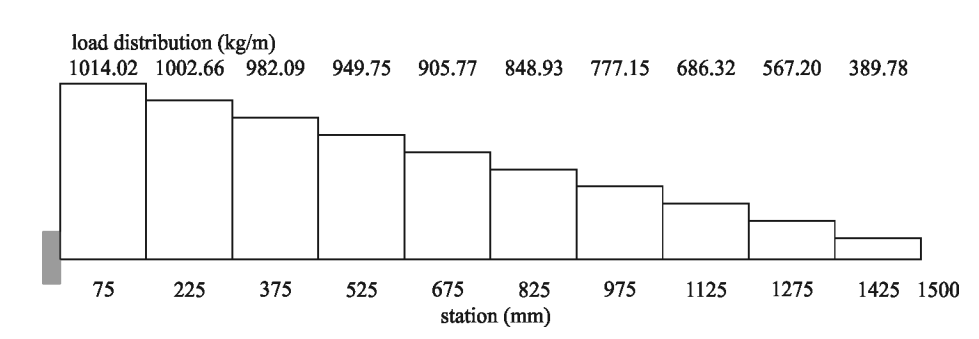 load distribution (kg/m)
1014.02 1002.66 982.09 949.75 905.77 848.93 777.15 686.32 567.20 389.78
75 225 375 525 675 825 975 1125 1275 1425 1500
station (mm)